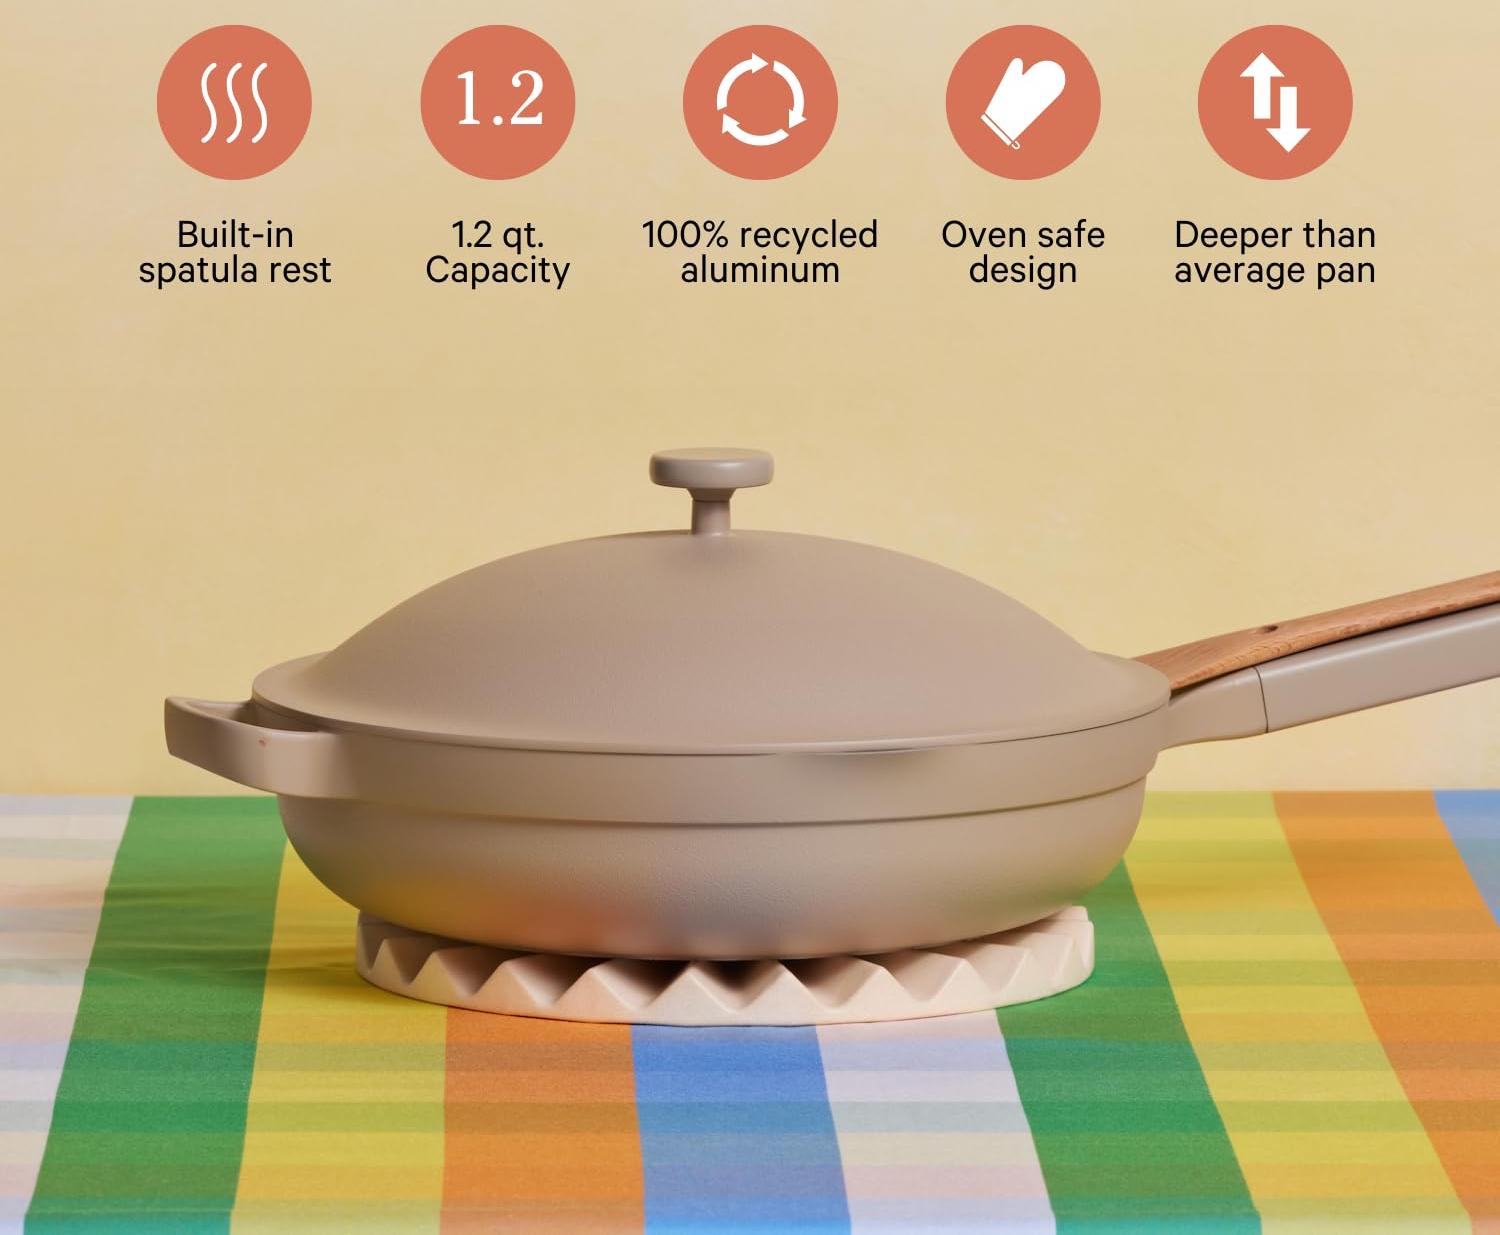 1.2
Built-in
spatula rest
1.2 qt.
Capacity
100% recycled
aluminum
Oven safe
design
Deeper than
average pan